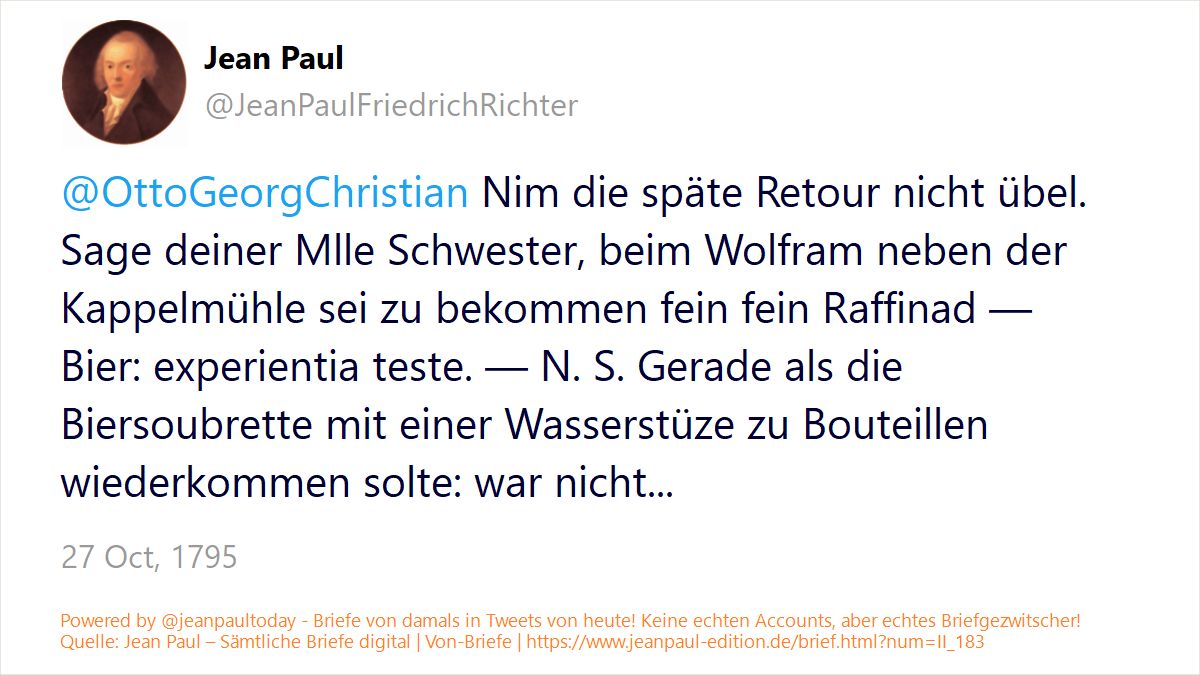 Jean Paul
@JeanPaulFriedrichRichter
@OttoGeorgChristian Nim die späte Retour nicht übel.
Sage deiner Mlle Schwester, beim Wolfram neben der
Kappelmühle sei zu bekommen fein fein Raffinad —
Bier: experientia teste. — N. S. Gerade als die
Biersoubrette mit einer Wasserstüze zu Bouteillen
wiederkommen solte: war nicht...
27 Oct, 1795
Powered by @jeanpaultoday - Briefe von damals in Tweets von heute! Keine echten Accounts, aber echtes Briefgezwitscher!
Quelle: Jean Paul – Sämtliche Briefe digital | Von-Briefe | https://www.jeanpaul-edition.de/brief.html?num=II_183